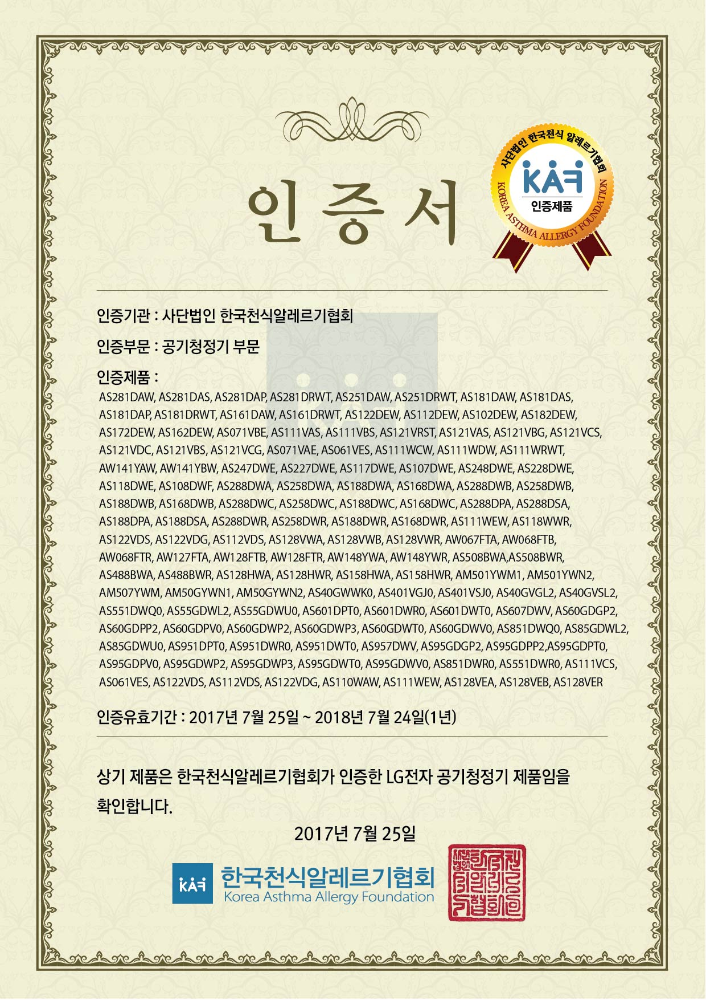 사단법인 한국천식 알레르기협회
KAF
인증제품
KOREA ASTHMA ALLERGY FOUNDATION
인증서
인증기관 : 사단법인 한국천식알레르기협회
인증부문 : 공기청정기 부문
인증제품 :
AS281DAW, AS281DAS, AS281DAP, AS281DRWT, AS251DAW, AS251DRWT, AS181DAW, AS181DAS,
AS181DAP, AS181DRWT, AS161DAW, AS161DRWT, AS122DEW, AS112DEW, AS102DEW, AS182DEW,
AS172DEW, AS162DEW, AS071VBE, AS111VAS, AS111VBS, AS121VRST, AS121VAS, AS121VBG, AS121VCS,
AS121VDC, AS121VBS, AS121VCG, AS071VAE, AS061VES, AS111WCW, AS111WDW, AS111WRWT,
AW141YAW, AW141YBW, AS247DWE, AS227DWE, AS117DWE, AS107DWE, AS248DWE, AS228DWE,
AS118DWE, AS108DWF, AS288DWA, AS258DWA, AS188DWA, AS168DWA, AS288DWB, AS258DWB,
AS188DWB, AS168DWB, AS288DWC, AS258DWC, AS188DWC, AS168DWC, AS288DPA, AS288DSA,
AS188DPA, AS188DSA, AS288DWR, AS258DWR, AS188DWR, AS168DWR, AS111WEW, AS118WWR,
AS122VDS, AS122VDG, AS112VDS, AS128VWA, AS128VWB, AS128VWR, AW067FTA, AW068FTB,
AW068FTR, AW127FTA, AW128FTB, AW128FTR, AW148YWA, AW148YWR, AS508BWA,AS508BWR,
AS488BWA, AS488BWR, AS128HWA, AS128HWR, AS158HWA, AS158HWR, AM501YWM1, AM501YWN2,
AM507YWM, AM50GYWN1, AM50GYWN2, AS40GWWK0, AS401VGJ0, AS401VSJ0, AS40GVGL2, AS40GVSL2,
AS551DWQ0, AS55GDWL2, AS55GDWU0, AS601DPT0, AS601DWR0, AS601DWT0, AS607DWV, AS60GDGP2,
AS60GDPP2, AS60GDPV0, AS60GDWP2, AS60GDWP3, AS60GDWT0, AS60GDWV0, AS851DWQ0, AS85GDWL2,
AS85GDWU0, AS951DPT0, AS951DWR0, AS951DWT0, AS957DWV, AS95GDGP2, AS95GDPP2,AS95GDPT0,
AS95GDPV0, AS95GDWP2, AS95GDWP3, AS95GDWT0, AS95GDWV0, AS851DWR0, AS551DWR0, AS111VCS,
AS061VES, AS122VDS, AS112VDS, AS122VDG, AS110WAW, AS111WEW, AS128VEA, AS128VEB, AS128VER
인증유효기간 : 2017년 7월 25일 ~ 2018년 7월 24일(1년)
상기 제품은 한국천식알레르기협회가 인증한 LG전자 공기청정기 제품임을
확인합니다.
2017년 7월 25일
KAF 한국천식알레르기협회
Korea Asthma Allergy Foundation